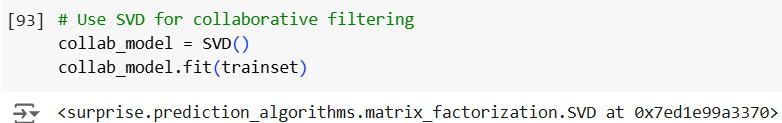 [93] # Use SVD for collaborative filtering
collab_model = SVD()
collab_model.fit(trainset)
<surprise.prediction_algorithms.matrix_factorization.SVD at 0x7ed1e99a3370>